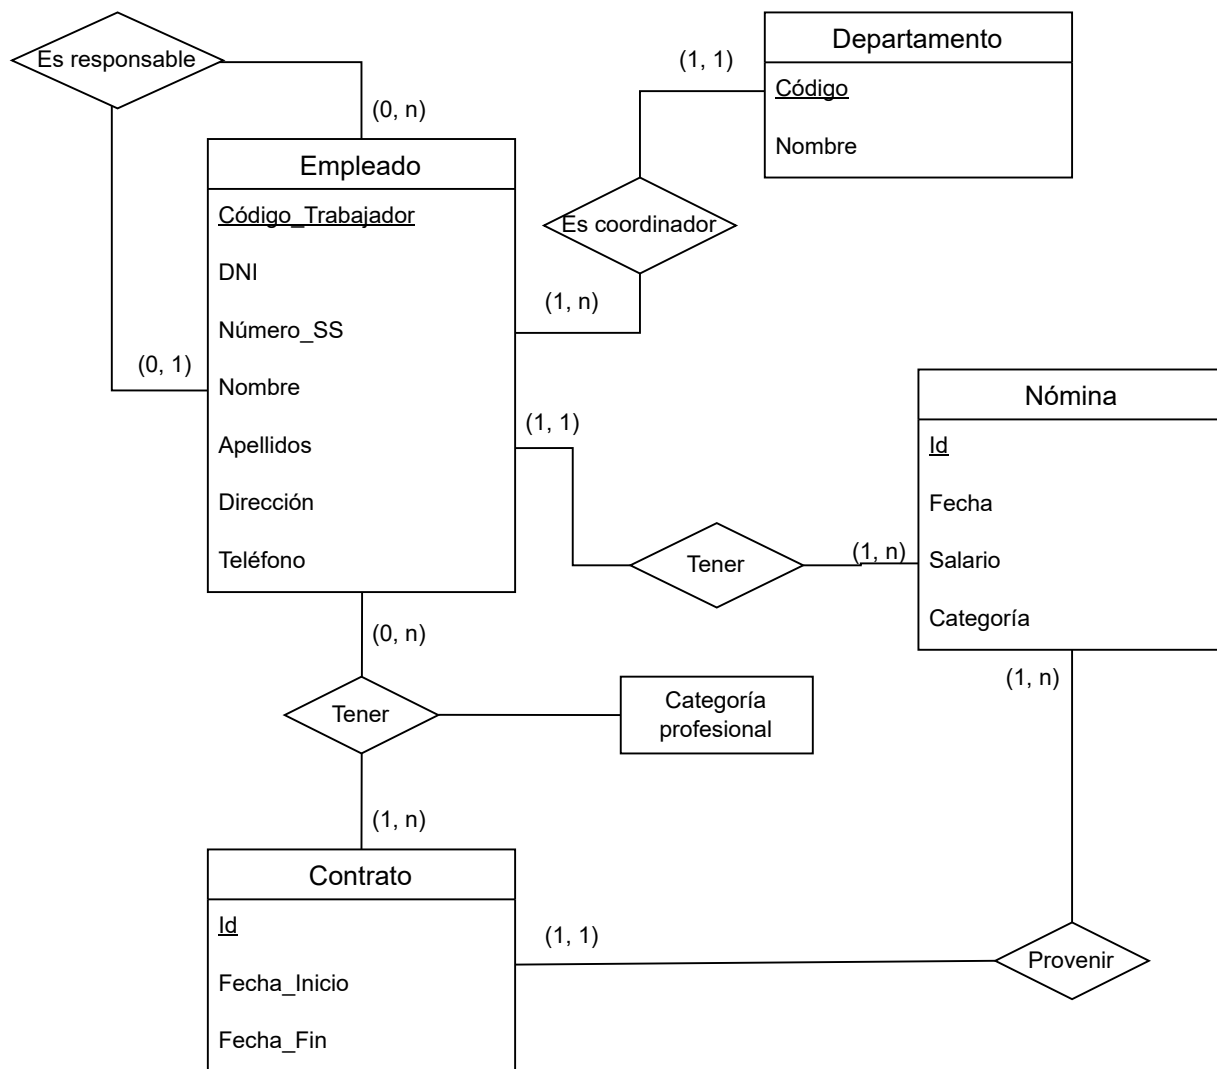 Es responsable
(0, n)
(0, 1)
Empleado
Código_Trabajador
DNI
Número_SS
Nombre
Apellidos
Dirección
Teléfono
(1, 1)
Departamento
Código
Nombre
Es coordinador
(1, n)
(1, 1)
Tener
(1, n)
Nómina
Id
Fecha
Salario
Categoría
(1, n)
(0, n)
Tener
Categoría
profesional
(1, n)
Contrato
Id
Fecha_Inicio
Fecha_Fin
(1, 1)
Provenir